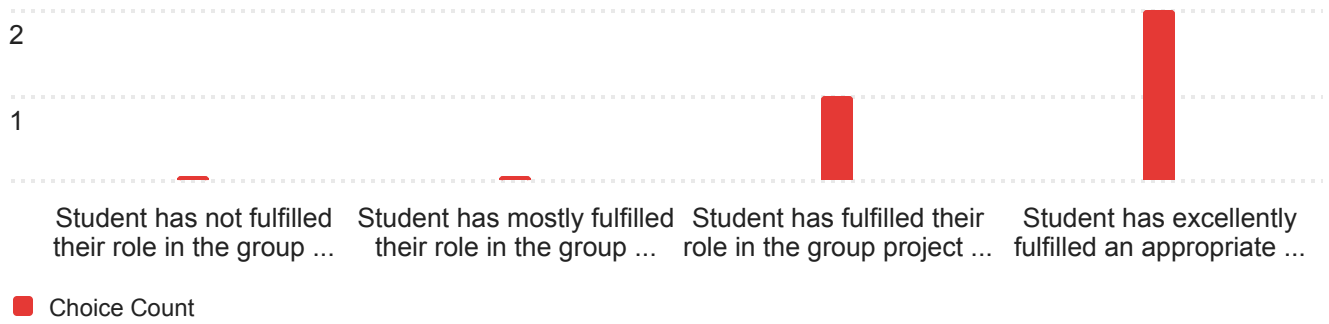 2
1
Student has not fulfilled
their role in the group ...
Student has mostly fulfilled
their role in the group ...
Student has fulfilled their
role in the group project ...
Student has excellently
fulfilled an appropriate ...
Choice Count